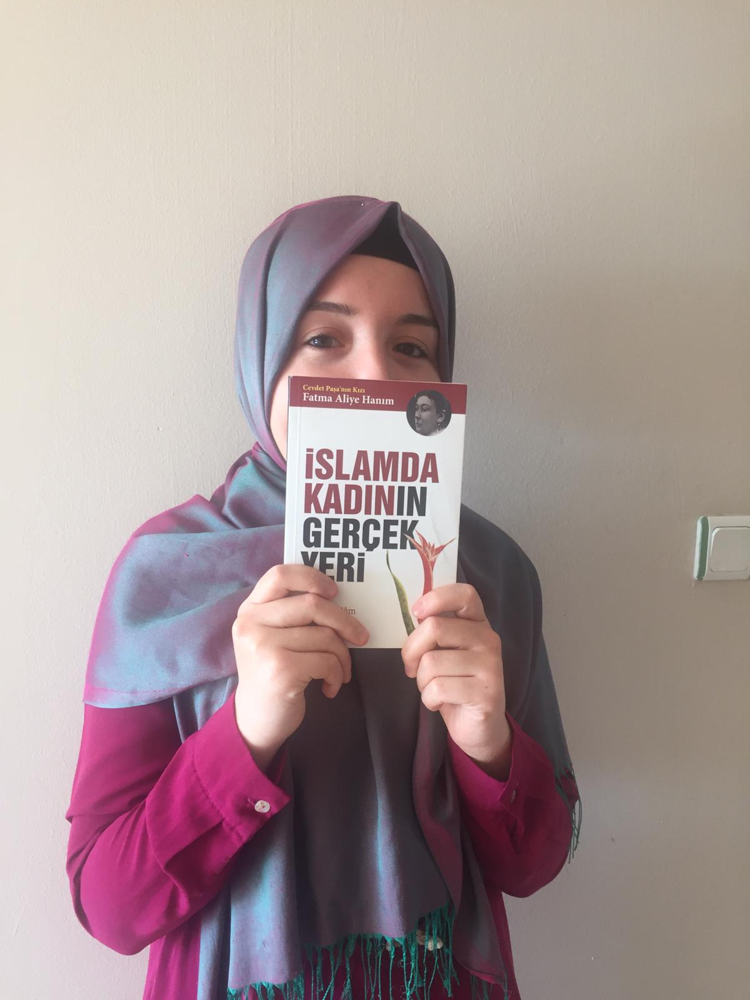 Cevdet Paşa'nın Kızı
Fatma Aliye Hanım
İSLAMDA
KADININ
GERÇEK
YERİ